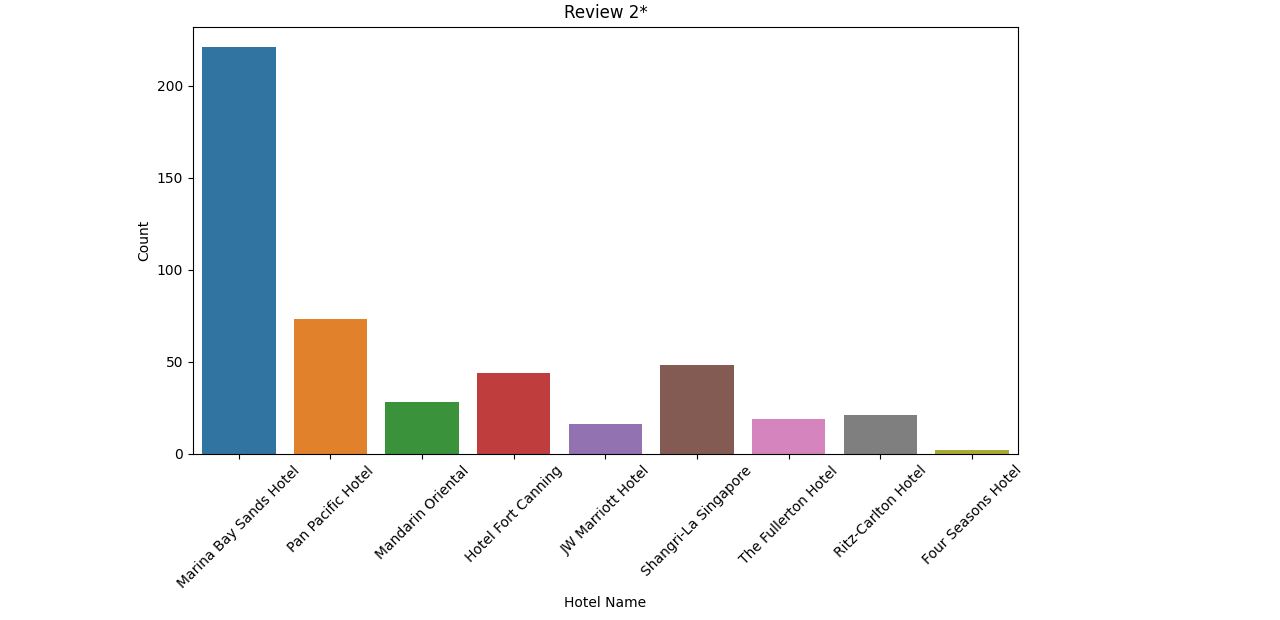 Review 2*
200
150
100
50
0
Count
Marina Bay Sands Hotel
Pan Pacific Hotel
Mandarin Oriental
Hotel Fort Canning
JW Marriott Hotel
Shangri-La Singapore
The Fullerton Hotel
Ritz-Carlton Hotel
Four Seasons Hotel
Hotel Name